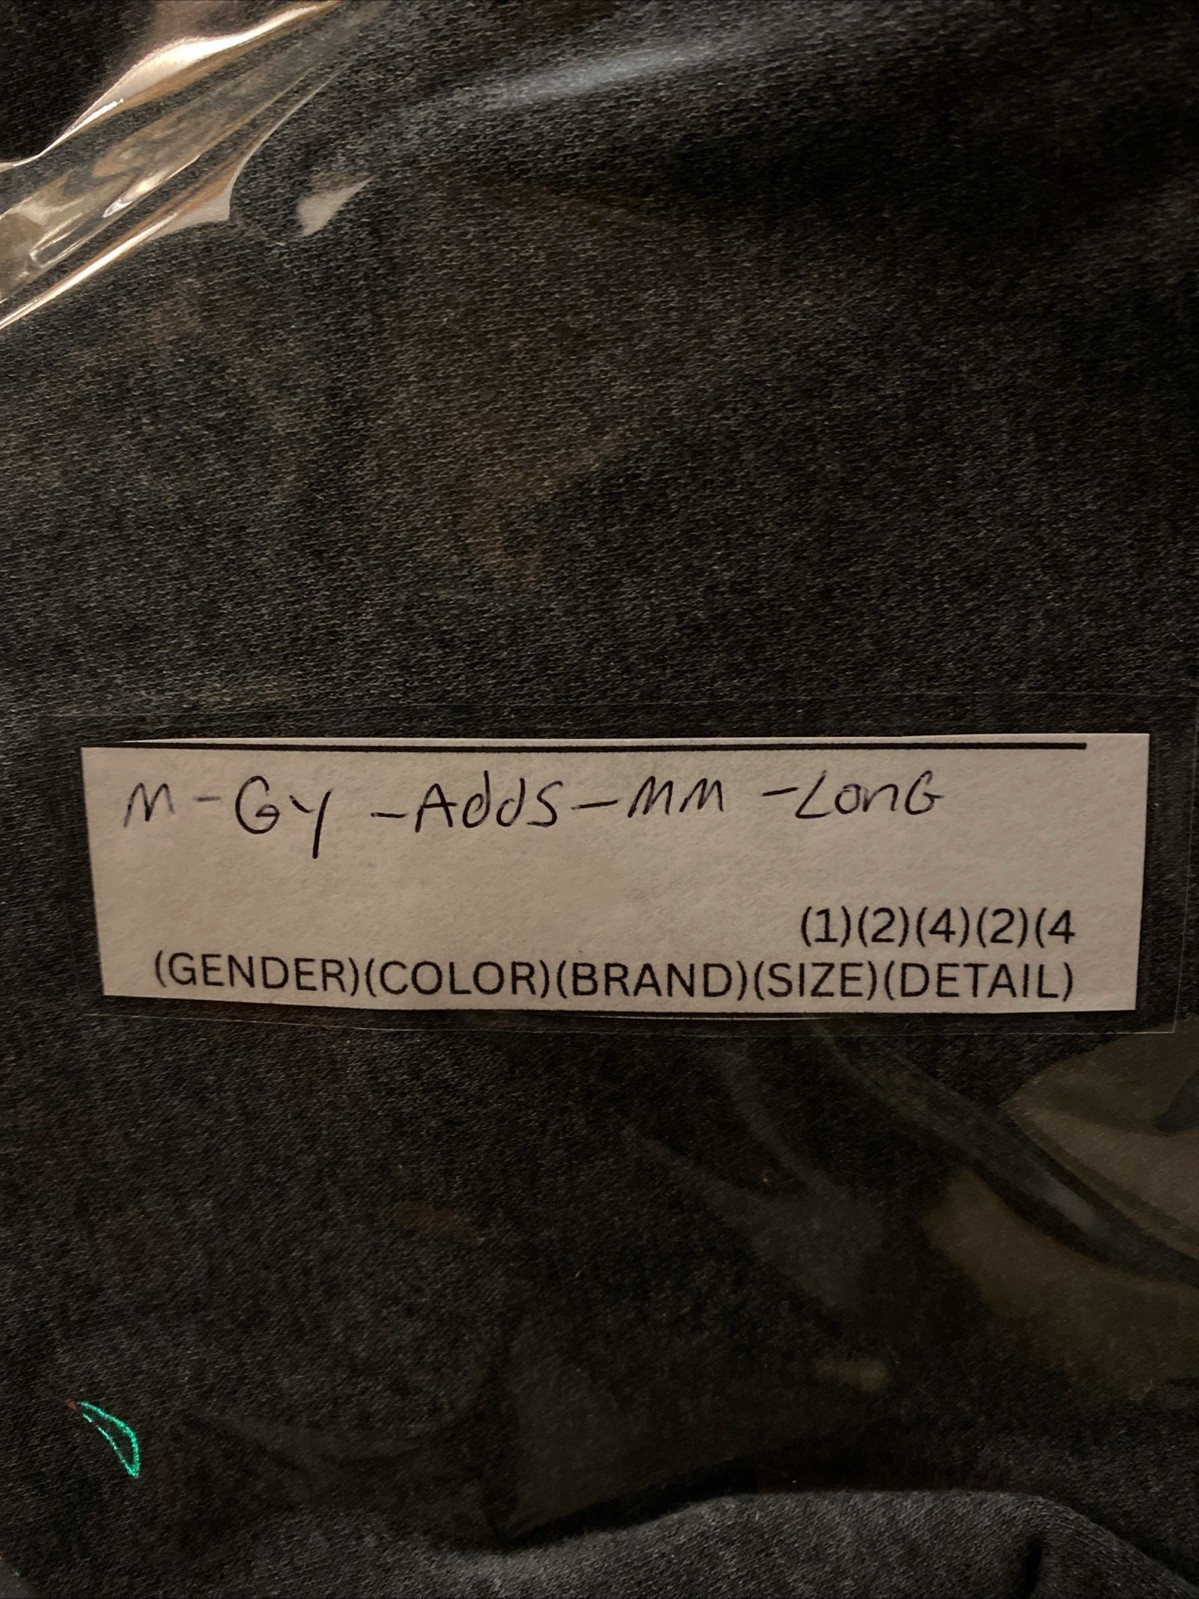 M-Gy-Adds-MM-LonG
(1)(2)(4)(2)(4
(GENDER)(COLOR)(BRAND)(SIZE)(DETAIL)